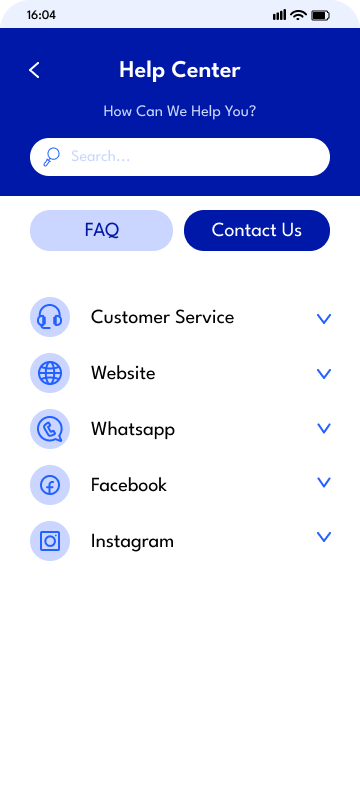 16:04
Help Center
How Can We Help You?
Search...
FAQ
Contact Us
Customer Service
Website
Whatsapp
Facebook
Instagram